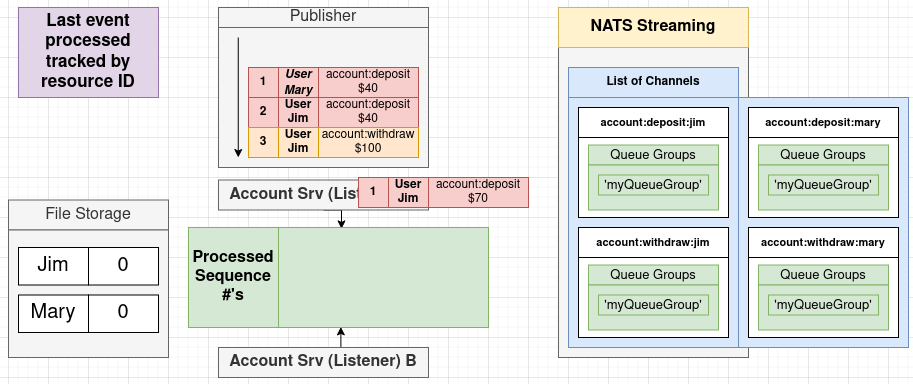 Last event
processed
tracked by
resource ID
Publisher
1 User Mary account:deposit $40
2 User Jim account:deposit $40
3 User Jim account:withdraw $100
Account Srv (List
1 User Jim account:deposit $70
File Storage
Jim 0
Mary 0
Processed
Sequence
#'s
Account Srv (Listener) B
NATS Streaming
List of Channels
account:deposit:jim
Queue Groups
'myQueueGroup'
account:deposit:mary
Queue Groups
'myQueueGroup'
account:withdraw:jim
Queue Groups
'myQueueGroup'
account:withdraw:mary
Queue Groups
'myQueueGroup'